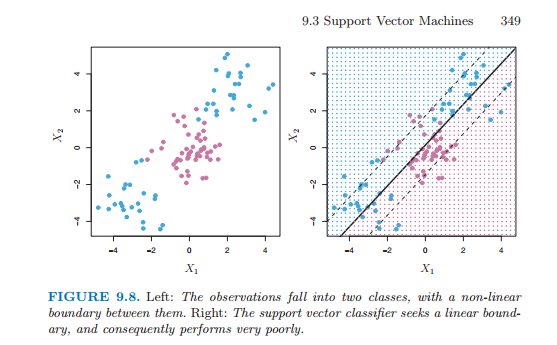 9.3 Support Vector Machines 349
X2
4
2
0
−2
−4
−4 −2 0 2 4
X1
X2
4
2
0
−2
−4
−4 −2 0 2 4
X1
FIGURE 9.8. Left: The observations fall into two classes, with a non-linear
boundary between them. Right: The support vector classifier seeks a linear bound-
ary, and consequently performs very poorly.